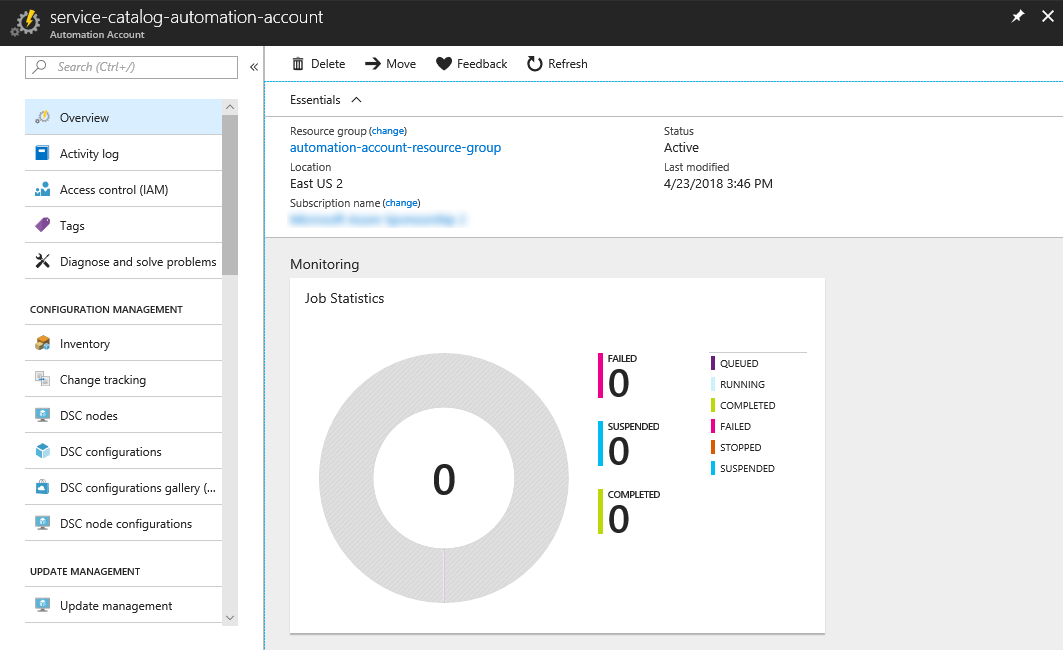 service-catalog-automation-account
Automation Account
Search (Ctrl+/)
Overview
Activity log
Access control (IAM)
Tags
Diagnose and solve problems
CONFIGURATION MANAGEMENT
Inventory
Change tracking
DSC nodes
DSC configurations
DSC configurations gallery (...
DSC node configurations
UPDATE MANAGEMENT
Update management
Delete Move Feedback Refresh
Essentials
Resource group (change)
automation-account-resource-group
Location
East US 2
Subscription name (change)
Status
Active
Last modified
4/23/2018 3:46 PM
Monitoring
Job Statistics
0
FAILED
0
SUSPENDED
0
COMPLETED
0
QUEUED
RUNNING
COMPLETED
FAILED
STOPPED
SUSPENDED